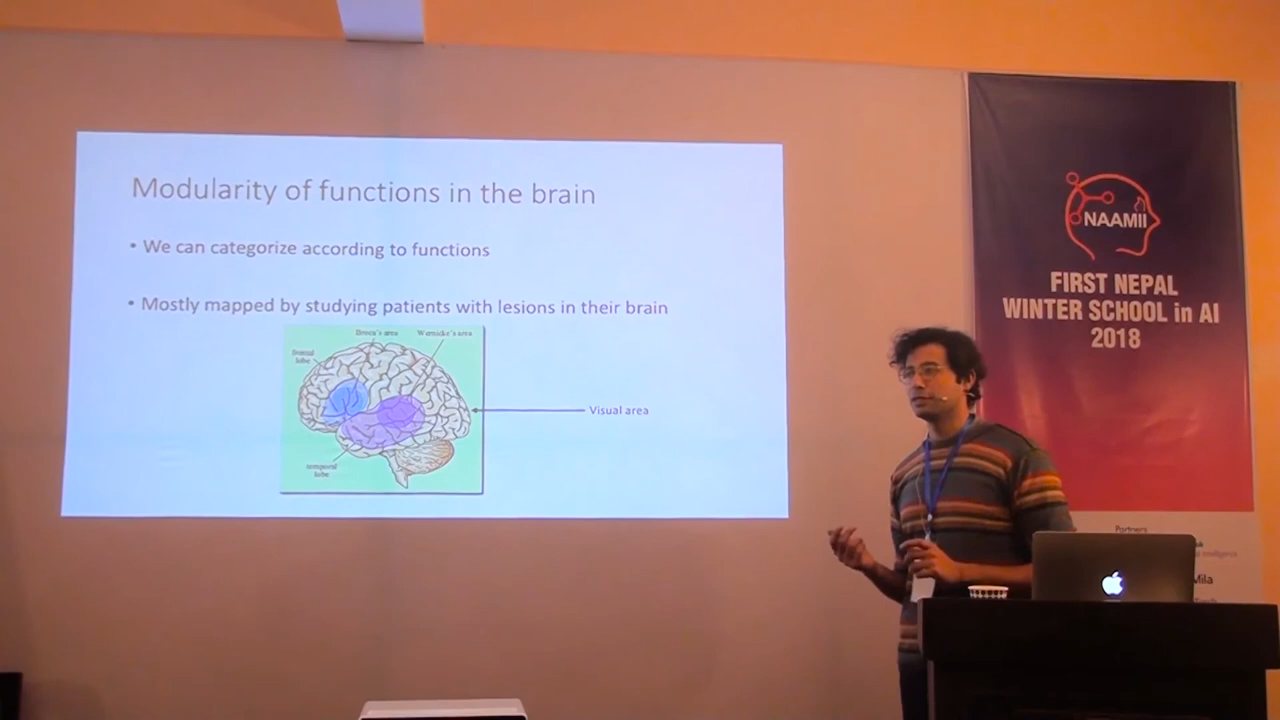 Modularity of functions in the brain
• We can categorize according to functions
• Mostly mapped by studying patients with lesions in their brain
Broca's area
Wernicke's area
frontal
lobe
Visual area
temporal
lobe
NAAMII
FIRST NEPAL
WINTER SCHOOL in AI
2018
Partners
Mila